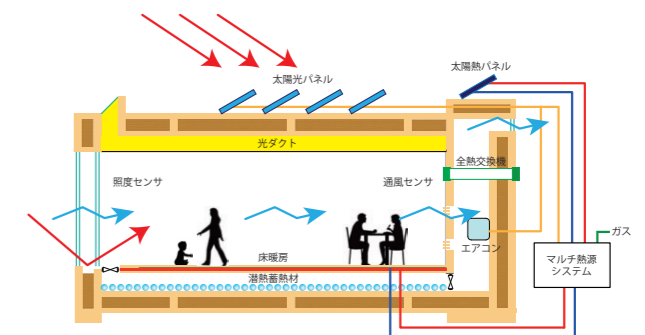 太陽光パネル
太陽熱パネル
光ダクト
照度センサ
通風センサ
全熱交換機
エアコン
ガス
マルチ熱源
システム
床暖房
潜熱蓄熱材